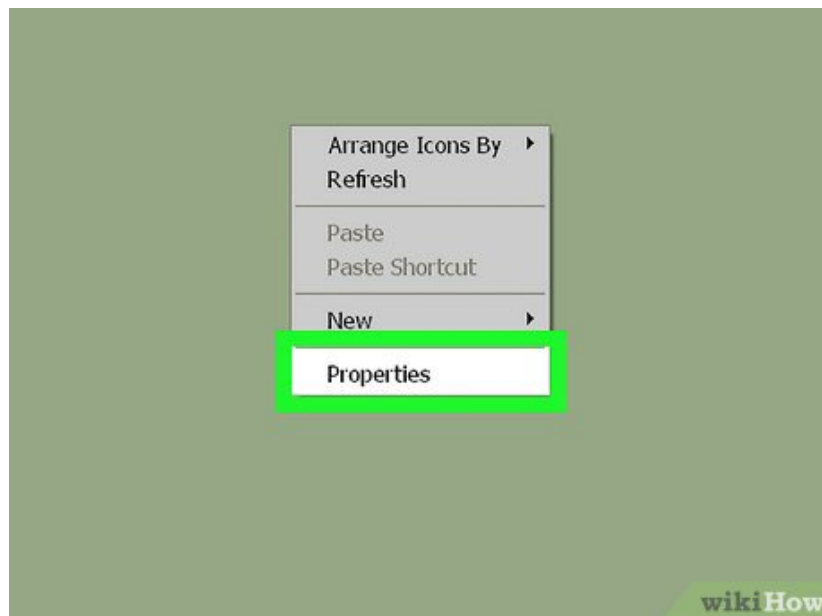 Arrange Icons By
Refresh
Paste
Paste Shortcut
New
Properties
wikiHow